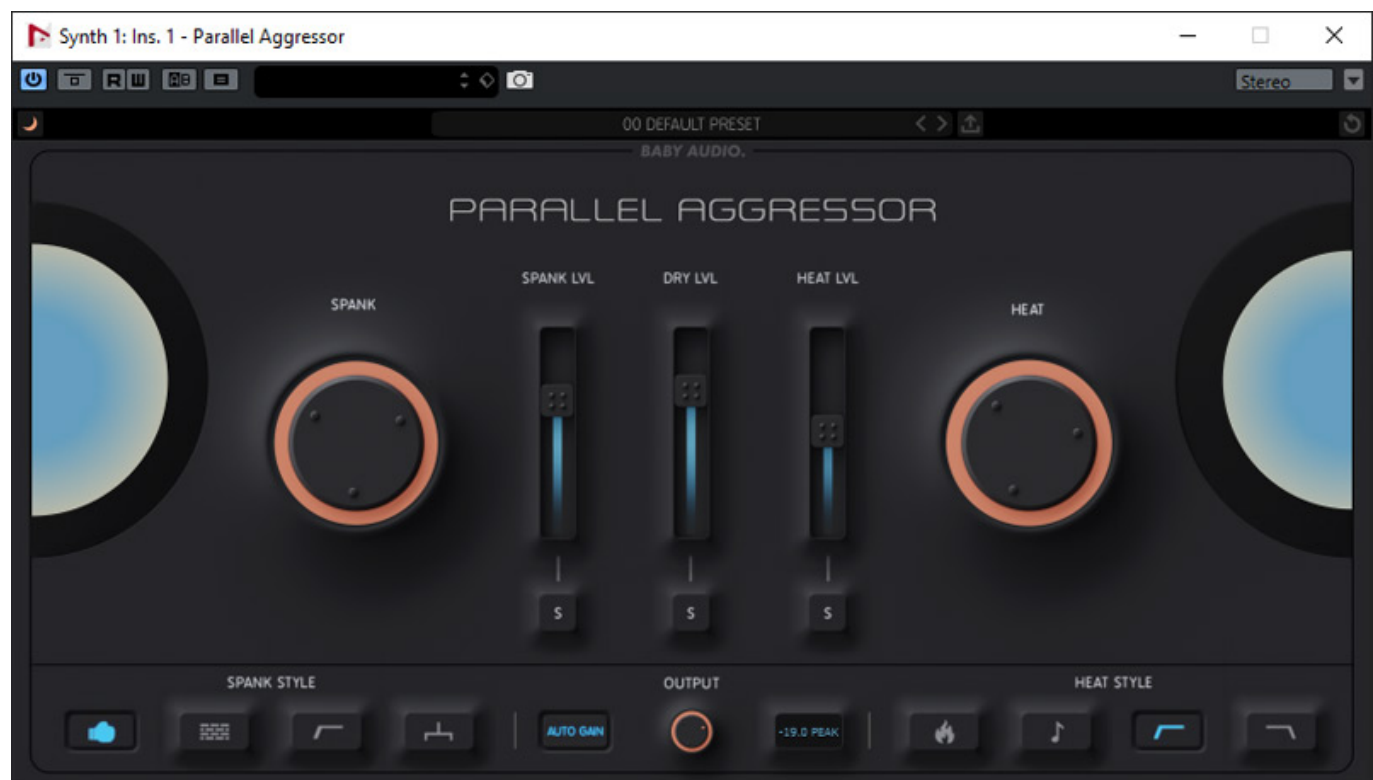 Synth 1: Ins. 1 - Parallel Aggressor
R W AB Stereo
00 DEFAULT PRESET
BABY AUDIO.
PARALLEL AGGRESSOR
SPANK LVL DRY LVL HEAT LVL
SPANK HEAT
S S S
SPANK STYLE OUTPUT HEAT STYLE
AUTO GAIN -19.0 PEAK